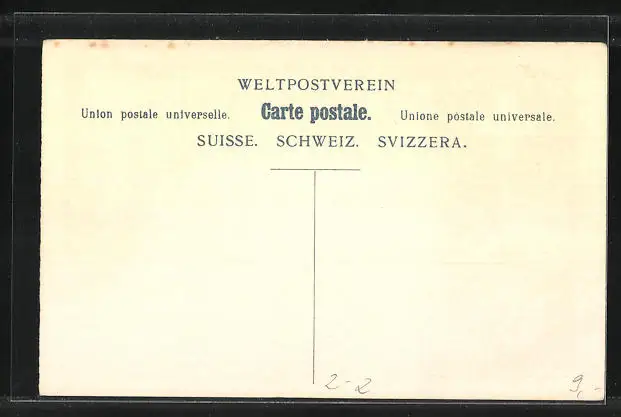 WELTPOSTVEREIN
Union postale universelle. Carte postale. Unione postale universale.
SUISSE. SCHWEIZ. SVIZZERA.
2-2
9,-